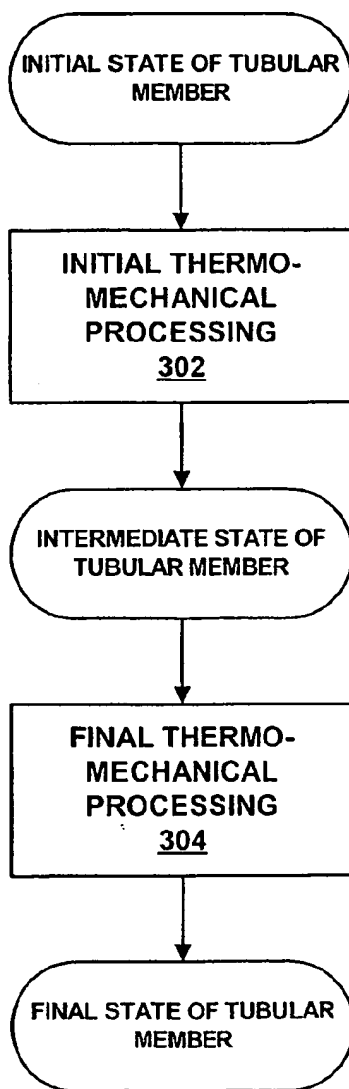 INITIAL STATE OF TUBULAR
MEMBER
INITIAL THERMO-
MECHANICAL
PROCESSING
302
INTERMEDIATE STATE OF
TUBULAR MEMBER
FINAL THERMO-
MECHANICAL
PROCESSING
304
FINAL STATE OF TUBULAR
MEMBER